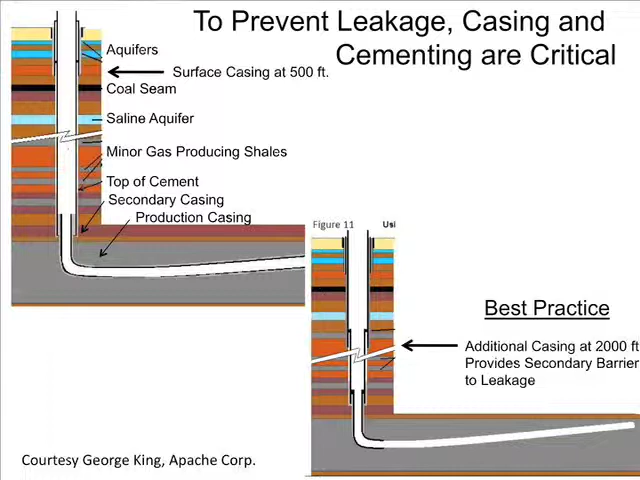 To Prevent Leakage, Casing and
Cementing are Critical
Aquifers
Surface Casing at 500 ft.
Coal Seam
Saline Aquifer
Minor Gas Producing Shales
Top of Cement
Secondary Casing
Production Casing
Figure 11 Usi
Best Practice
Additional Casing at 2000 ft
Provides Secondary Barrier
to Leakage
Courtesy George King, Apache Corp.